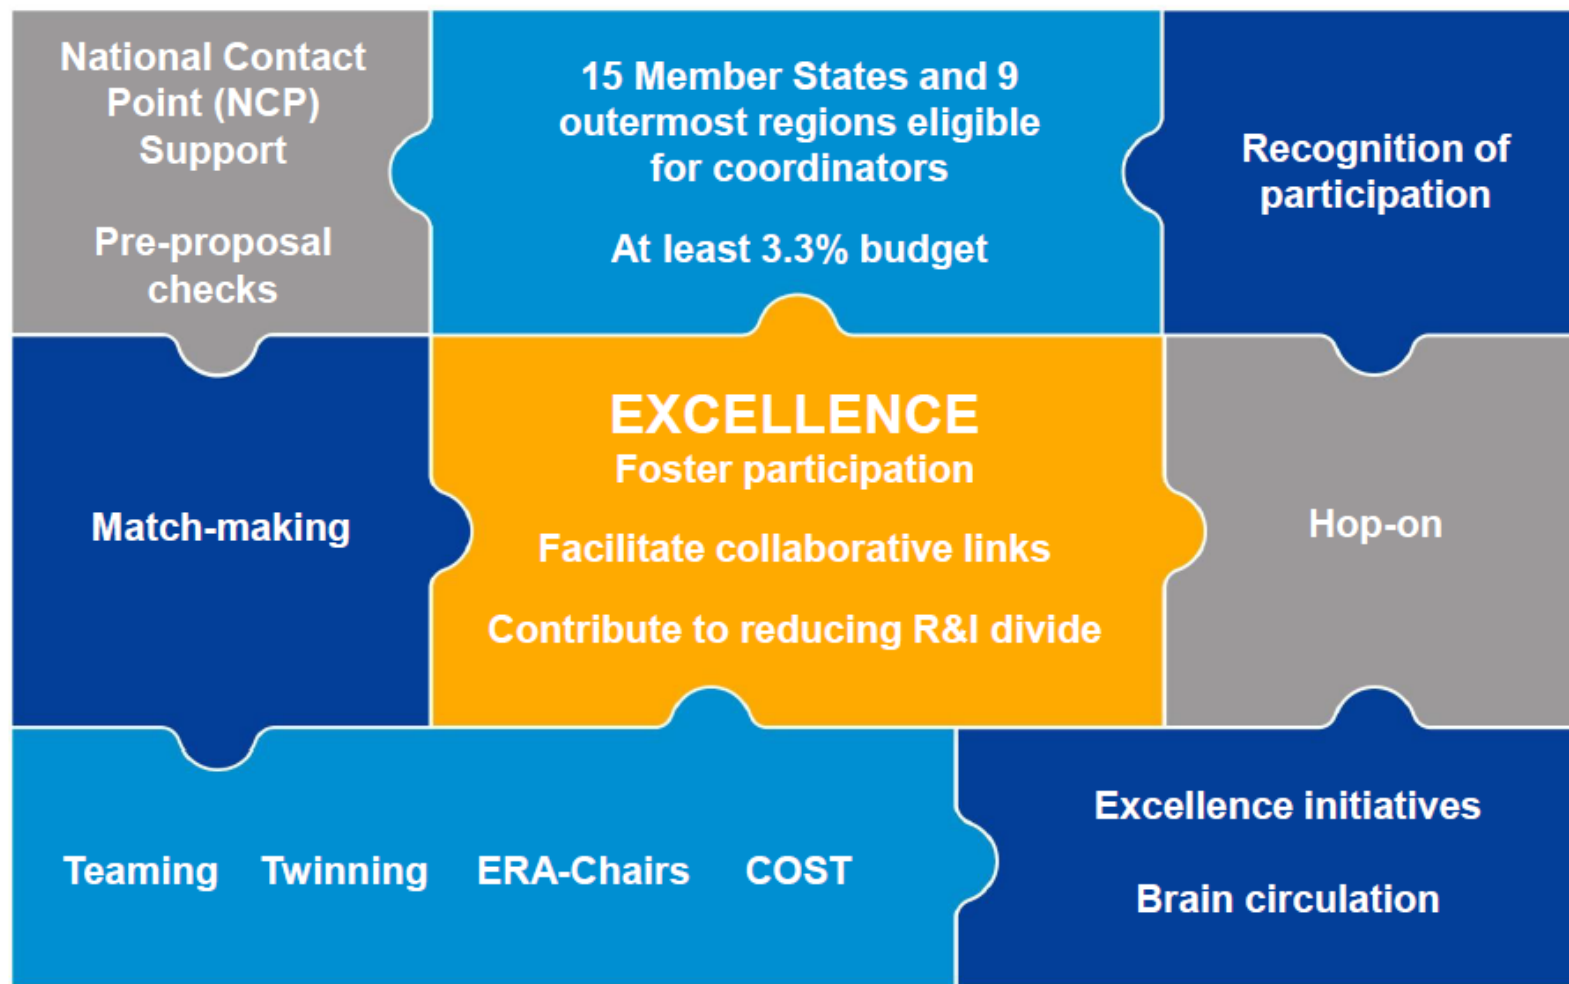 National Contact
Point (NCP)
Support
Pre-proposal
checks
15 Member States and 9
outermost regions eligible
for coordinators
At least 3.3% budget
Recognition of
participation
Match-making
EXCELLENCE
Foster participation
Facilitate collaborative links
Contribute to reducing R&I divide
Hop-on
Teaming Twinning ERA-Chairs COST
Excellence initiatives
Brain circulation